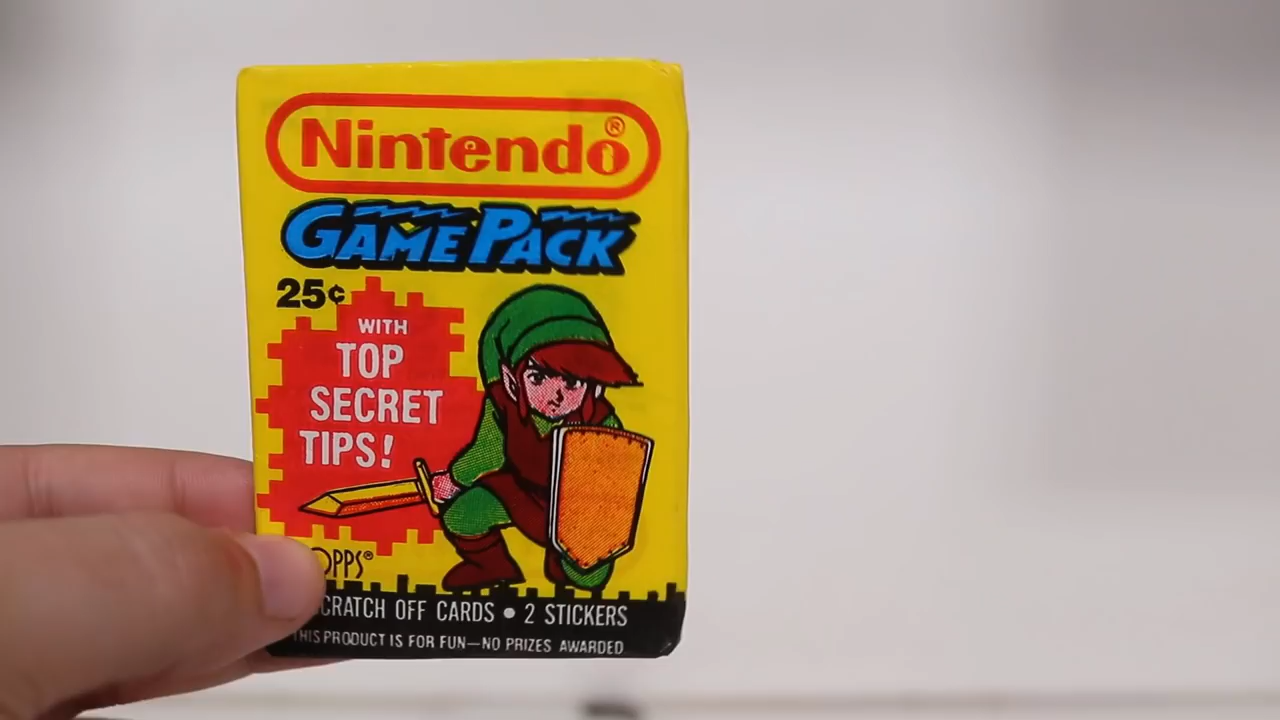 Nintendo®
GAME PACK
25¢
WITH
TOP
SECRET
TIPS!
OPPS®
CRATCH OFF CARDS • 2 STICKERS
THIS PRODUCT IS FOR FUN—NO PRIZES AWARDED